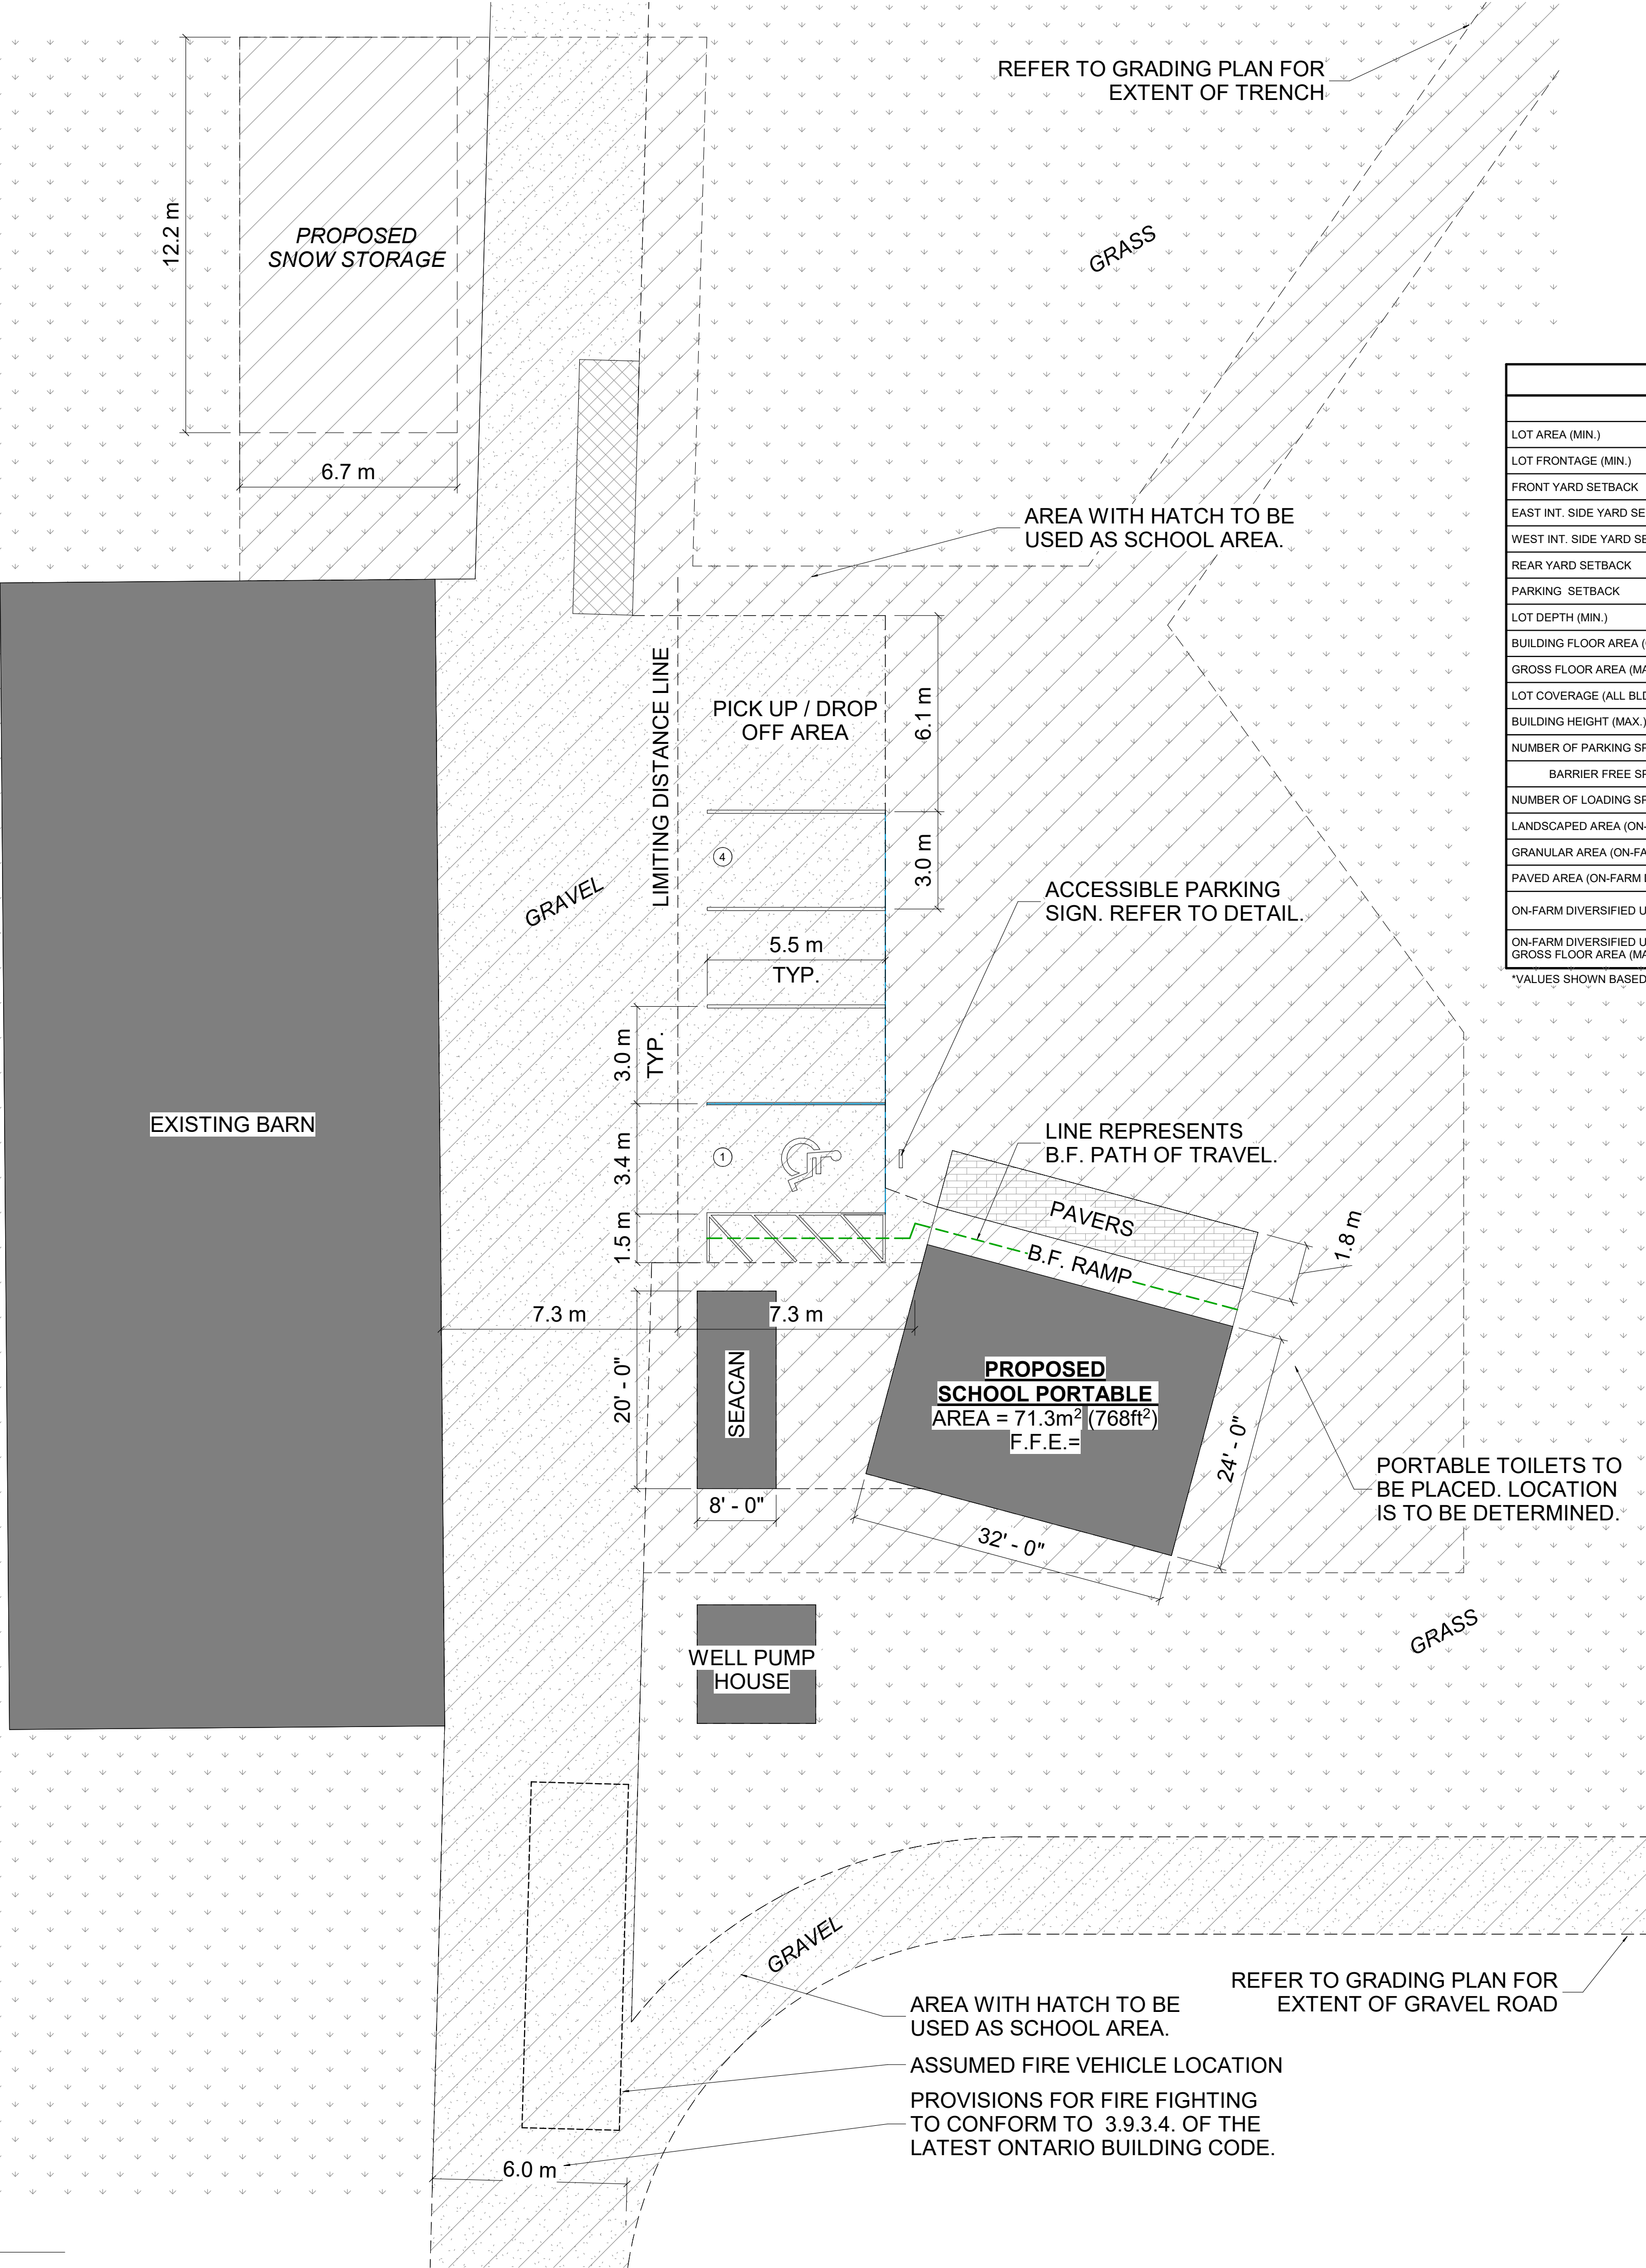 REFER TO GRADING PLAN FOR
EXTENT OF TRENCH
12.2 m
PROPOSED
SNOW STORAGE
GRASS
6.7 m
AREA WITH HATCH TO BE
USED AS SCHOOL AREA.
LOT AREA (MIN.)
LOT FRONTAGE (MIN.)
FRONT YARD SETBACK
EAST INT. SIDE YARD SE
WEST INT. SIDE YARD SE
REAR YARD SETBACK
PARKING SETBACK
LOT DEPTH (MIN.)
BUILDING FLOOR AREA (
GROSS FLOOR AREA (MA
LOT COVERAGE (ALL BLD
BUILDING HEIGHT (MAX.)
NUMBER OF PARKING SP
BARRIER FREE SP
NUMBER OF LOADING SP
LANDSCAPED AREA (ON-
GRANULAR AREA (ON-FA
PAVED AREA (ON-FARM D
ON-FARM DIVERSIFIED U
ON-FARM DIVERSIFIED U
GROSS FLOOR AREA (MA
*VALUES SHOWN BASED
LIMITING DISTANCE LINE
PICK UP / DROP
OFF AREA
6.1 m
4
3.0 m
GRAVEL
ACCESSIBLE PARKING
SIGN. REFER TO DETAIL.
5.5 m
TYP.
3.0 m
TYP.
EXISTING BARN
LINE REPRESENTS
B.F. PATH OF TRAVEL.
3.4 m
1
PAVERS
1.5 m
B.F. RAMP
1.8 m
7.3 m
7.3 m
20' - 0"
SEACAN
PROPOSED
SCHOOL PORTABLE
AREA = 71.3m² (768ft²)
F.F.E.=
24' - 0"
8' - 0"
32' - 0"
PORTABLE TOILETS TO
BE PLACED. LOCATION
IS TO BE DETERMINED.
GRASS
WELL PUMP
HOUSE
GRAVEL
REFER TO GRADING PLAN FOR
EXTENT OF GRAVEL ROAD
AREA WITH HATCH TO BE
USED AS SCHOOL AREA.
ASSUMED FIRE VEHICLE LOCATION
PROVISIONS FOR FIRE FIGHTING
TO CONFORM TO 3.9.3.4. OF THE
LATEST ONTARIO BUILDING CODE.
6.0 m